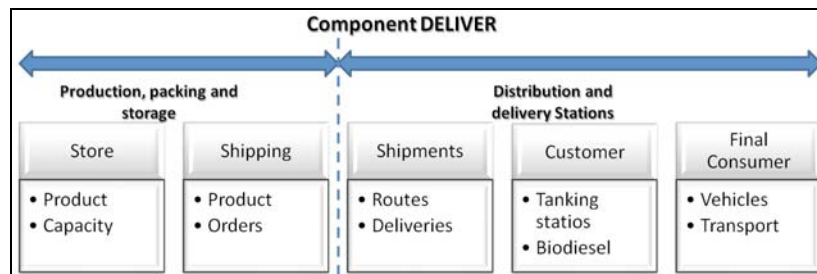 Component DELIVER
Production, packing and
storage
Distribution and
delivery Stations
Store
• Product
• Capacity
Shipping
• Product
• Orders
Shipments
• Routes
• Deliveries
Customer
• Tanking
statios
• Biodiesel
Final
Consumer
• Vehicles
• Transport